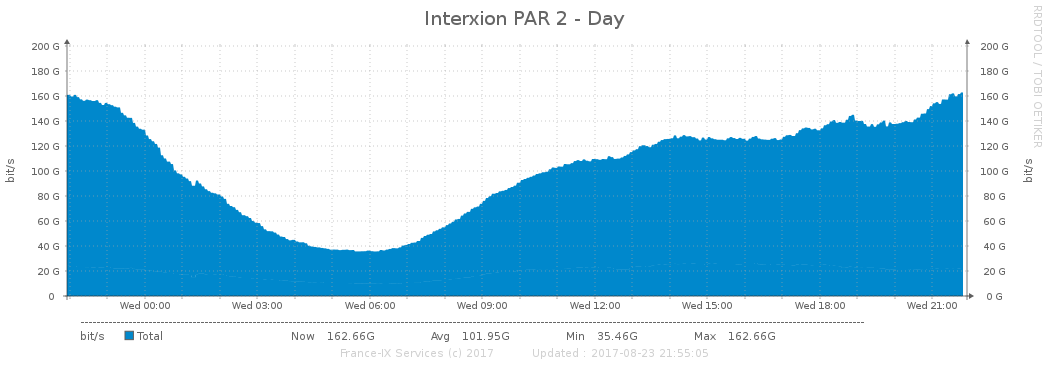 Interxion PAR 2 - Day
RRDTOOL / TOBI OETIKER
bit/s
200 G 200 G
180 G 180 G
160 G 160 G
140 G 140 G
120 G 120 G
100 G 100 G
80 G 80 G
60 G 60 G
40 G 40 G
20 G 20 G
0 0 G
bit/s
Wed 00:00 Wed 03:00 Wed 06:00 Wed 09:00 Wed 12:00 Wed 15:00 Wed 18:00 Wed 21:00
bit/s Total Now 162.66G Avg 101.95G Min 35.46G Max 162.66G
France-IX Services (c) 2017 Updated : 2017-08-23 21:55:05